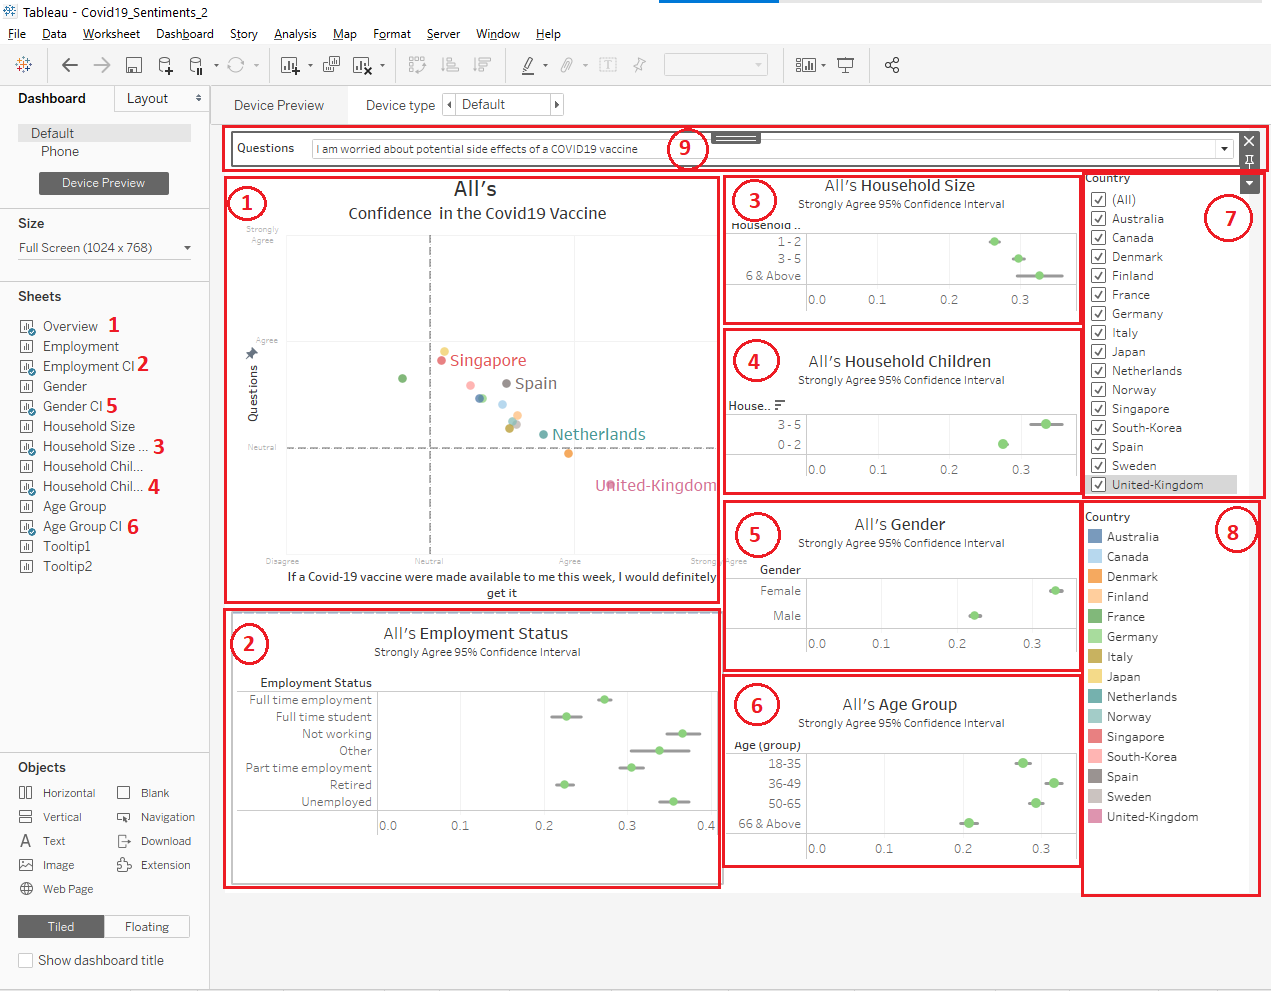 Tableau - Covid19_Sentiments_2
File Data Worksheet Dashboard Story Analysis Map Format Server Window Help
Dashboard Layout
Device Preview Device type Default
Default
Phone
Device Preview
Size
Full Screen (1024 x 768)
Sheets
Overview 1
Employment
Employment CI 2
Gender
Gender CI 5
Household Size
Household Size ... 3
Household Chil...
Household Chil... 4
Age Group
Age Group CI 6
Tooltip1
Tooltip2
Objects
Horizontal Blank
Vertical Navigation
Text Download
Image Extension
Web Page
Tiled Floating
Show dashboard title
Questions I am worried about potential side effects of a COVID19 vaccine 9
1
All's
Confidence in the Covid19 Vaccine
Strongly
Agree
Agree
Neutral
Questions
Singapore
Spain
Netherlands
United-Kingdom
Disagree Neutral Agree Strongly Agree
If a Covid-19 vaccine were made available to me this week, I would definitely
get it
2
All's Employment Status
Strongly Agree 95% Confidence Interval
Employment Status
Full time employment
Full time student
Not working
Other
Part time employment
Retired
Unemployed
0.0 0.1 0.2 0.3 0.4
3
All's Household Size
Strongly Agree 95% Confidence Interval
Household ..
1 - 2
3 - 5
6 & Above
0.0 0.1 0.2 0.3
4
All's Household Children
Strongly Agree 95% Confidence Interval
House..
3 - 5
0 - 2
0.0 0.1 0.2 0.3
5
All's Gender
Strongly Agree 95% Confidence Interval
Gender
Female
Male
0.0 0.1 0.2 0.3
6
All's Age Group
Strongly Agree 95% Confidence Interval
Age (group)
18-35
36-49
50-65
66 & Above
0.0 0.1 0.2 0.3
Country
7
(All)
Australia
Canada
Denmark
Finland
France
Germany
Italy
Japan
Netherlands
Norway
Singapore
South-Korea
Spain
Sweden
United-Kingdom
Country
8
Australia
Canada
Denmark
Finland
France
Germany
Italy
Japan
Netherlands
Norway
Singapore
South-Korea
Spain
Sweden
United-Kingdom